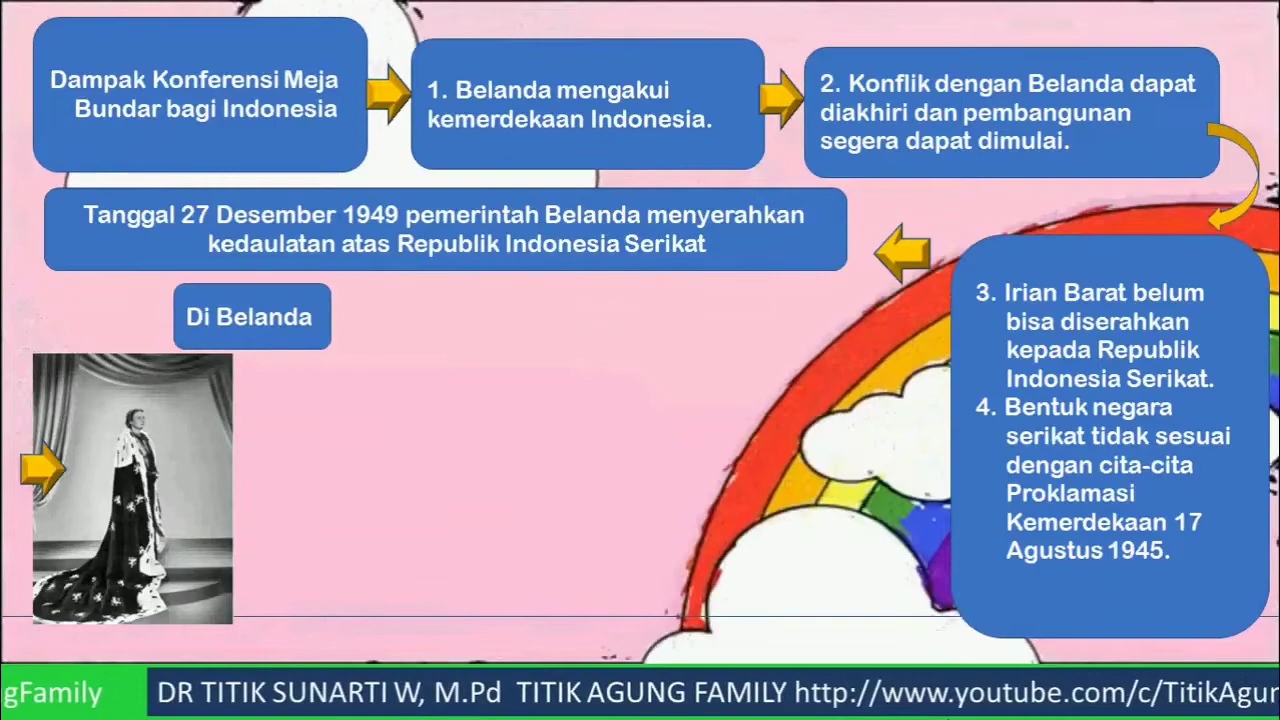 Dampak Konferensi Meja
Bundar bagi Indonesia
1. Belanda mengakui
kemerdekaan Indonesia.
2. Konflik dengan Belanda dapat
diakhiri dan pembangunan
segera dapat dimulai.
3. Irian Barat belum
bisa diserahkan
kepada Republik
Indonesia Serikat.
4. Bentuk negara
serikat tidak sesuai
dengan cita-cita
Proklamasi
Kemerdekaan 17
Agustus 1945.
Tanggal 27 Desember 1949 pemerintah Belanda menyerahkan
kedaulatan atas Republik Indonesia Serikat
Di Belanda
gFamily
DR TITIK SUNARTI W, M.Pd TITIK AGUNG FAMILY http://www.youtube.com/c/TitikAgun